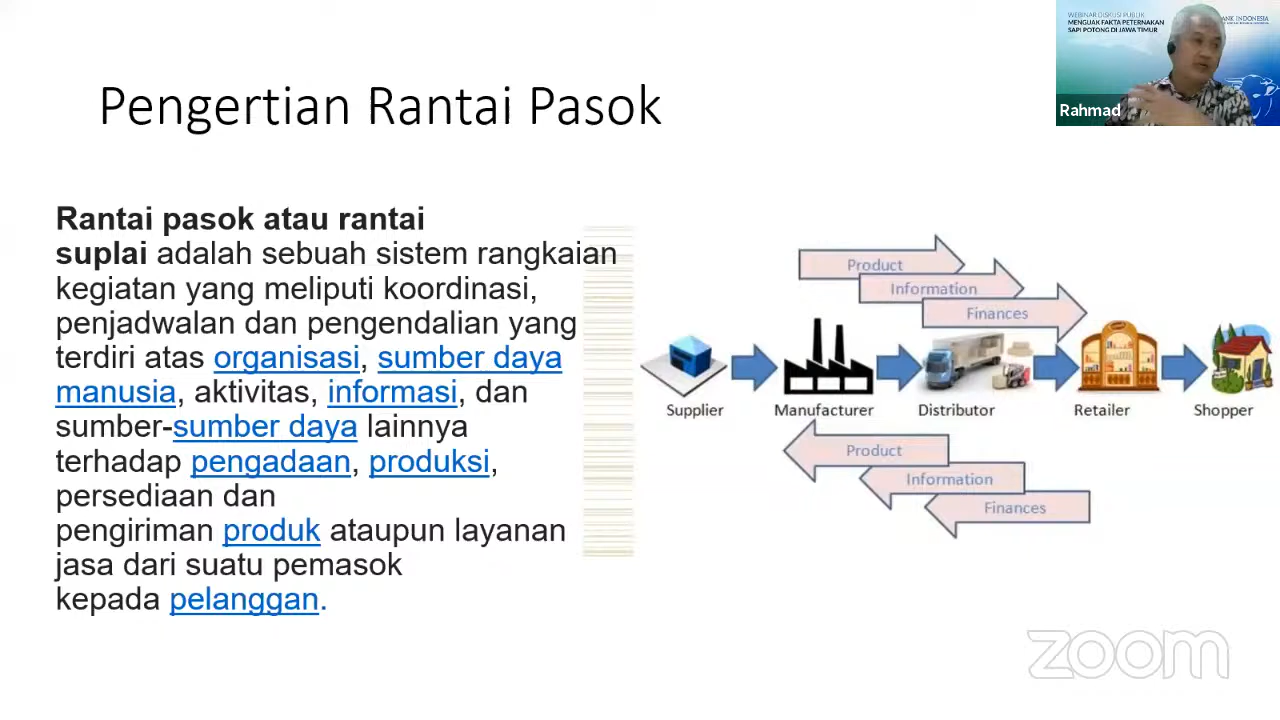 WEBINAR DISKUSI PUBLIK
MENGUAK FAKTA PETERNAKAN
SAPI POTONG DI JAWA TIMUR
BANK INDONESIA
Rahmad
Pengertian Rantai Pasok
Rantai pasok atau rantai
suplai adalah sebuah sistem rangkaian
kegiatan yang meliputi koordinasi,
penjadwalan dan pengendalian yang
terdiri atas organisasi, sumber daya
manusia, aktivitas, informasi, dan
sumber-sumber daya lainnya
terhadap pengadaan, produksi,
persediaan dan
pengiriman produk ataupun layanan
jasa dari suatu pemasok
kepada pelanggan.
Product
Information
Finances
Supplier
Manufacturer
Distributor
Retailer
Shopper
Product
Information
Finances
zoom